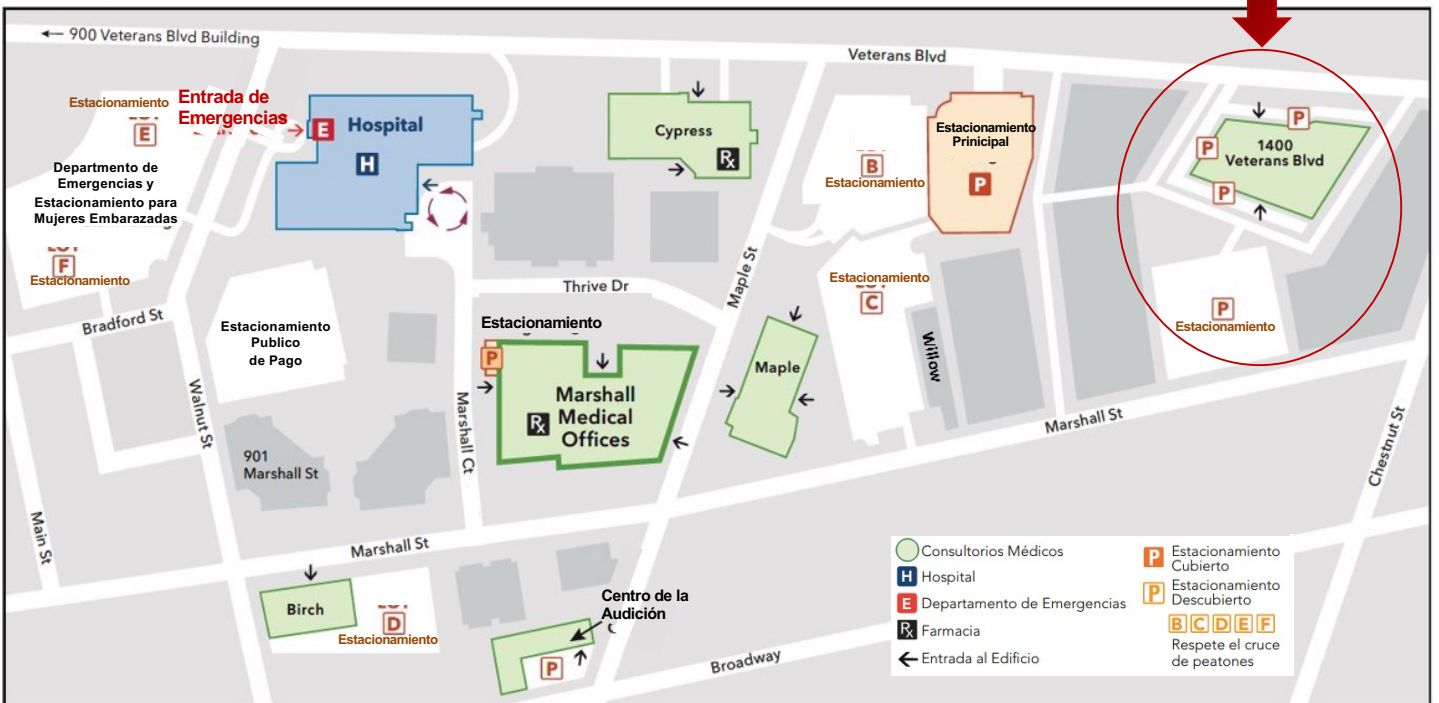 ← 900 Veterans Blvd Building
Veterans Blvd
Estacionamiento
E
Entrada de
Emergencias
E
Hospital
H
Departmento de
Emergencias y
Estacionamiento para
Mujeres Embarazadas
F
Estacionamiento
Cypress
Rx
B
Estacionamiento
Estacionamiento
Prinicipal
P
P
P
P
1400
Veterans Blvd
P
Estacionamiento
Bradford St
Estacionamiento
Publico
de Pago
Thrive Dr
Maple St
Estacionamiento
C
Estacionamiento
P
Marshall
Medical
Offices
Rx
Maple
Willow
Walnut St
Marshall Ct
Marshall St
Chestnut St
901
Marshall St
Main St
Marshall St
Birch
D
Estacionamiento
Centro de la
Audición
P
Broadway
Consultorios Médicos
H Hospital
E Departamento de Emergencias
Rx Farmacia
← Entrada al Edificio
P Estacionamiento
Cubierto
P Estacionamiento
Descubierto
B C D E F
Respete el cruce
de peatones